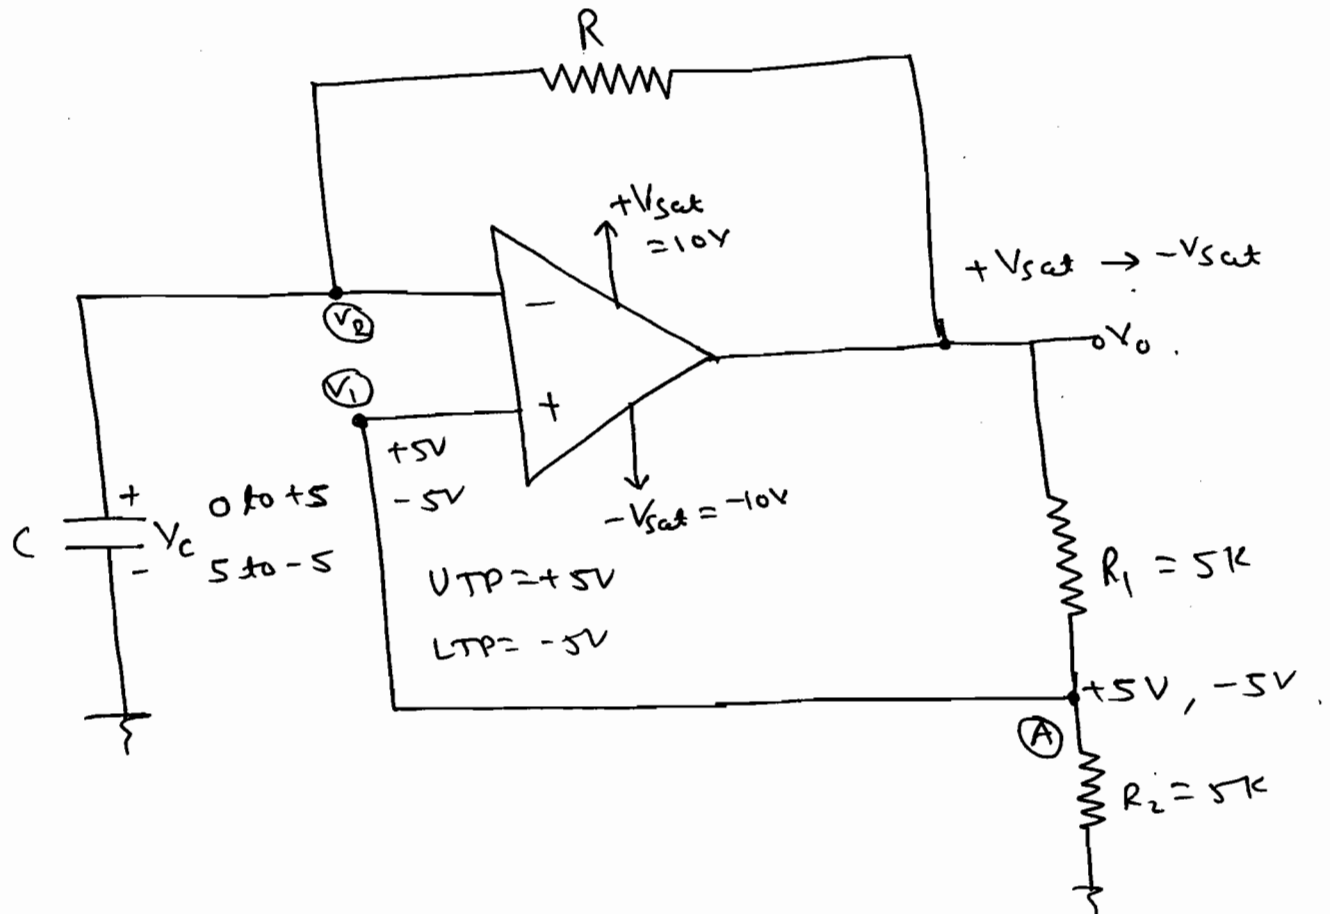 R
+Vsat
=10V
+Vsat → -Vsat
V2
−
Vo .
V1
+
+5V
-5V
-Vsat = -10V
+
0 to +5
C
Vc
5 to -5
-
R1 = 5K
UTP=+5V
LTP= -5V
+5V, -5V .
A
R2 = 5K